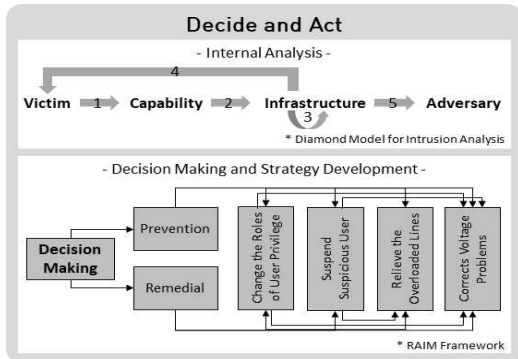 Decide and Act
- Internal Analysis -
4
Victim 1 Capability 2 Infrastructure 5 Adversary
3
* Diamond Model for Intrusion Analysis
- Decision Making and Strategy Development -
Decision
Making
Prevention
Remedial
Change the Roles
of User Privilege
Suspend
Suspicious User
Relieve the
Overloaded Lines
Corrects Voltage
Problems
* RAIM Framework